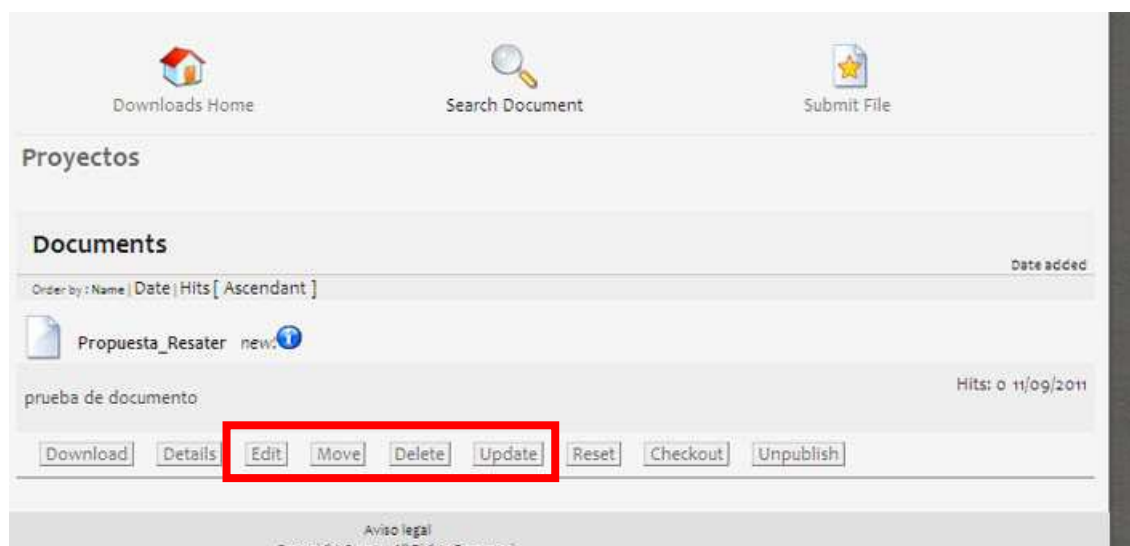 Downloads Home Search Document Submit File
Proyectos
Documents
Date added
Order by : Name | Date | Hits [ Ascendant ]
Propuesta_Resater new!
prueba de documento
Hits: 0 11/09/2011
Download Details Edit Move Delete Update Reset Checkout Unpublish
Aviso legal